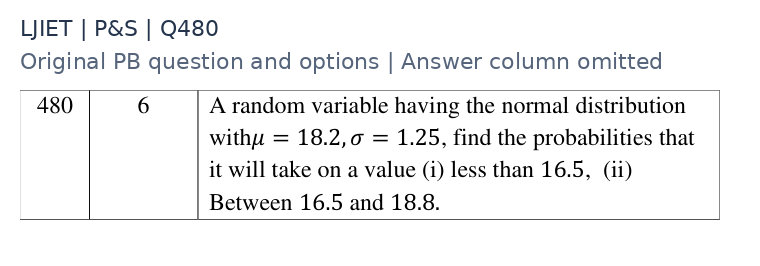 LJIET | P&S | Q480
Original PB question and options | Answer column omitted
480 6 A random variable having the normal distribution
with𝜇 = 18.2, 𝜎 = 1.25, find the probabilities that
it will take on a value (i) less than 16.5, (ii)
Between 16.5 and 18.8.